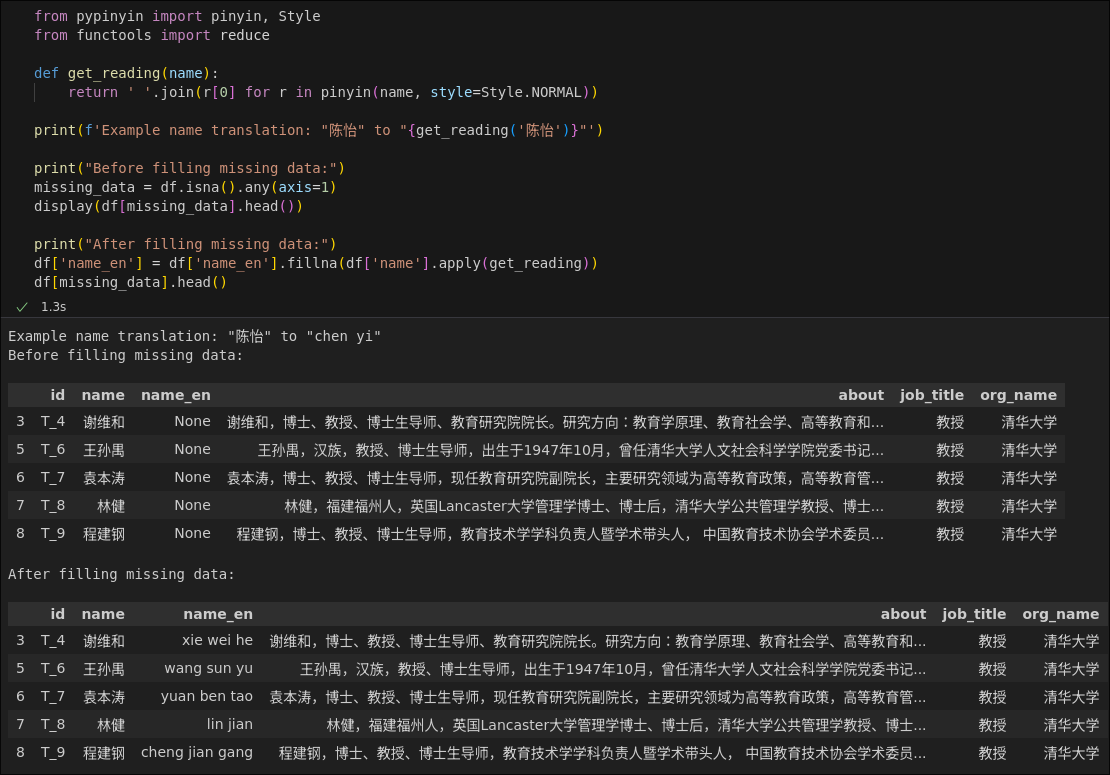 from pypinyin import pinyin, Style
from functools import reduce
def get_reading(name):
return ' '.join(r[0] for r in pinyin(name, style=Style.NORMAL))
print(f'Example name translation: "陈怡" to "{get_reading('陈怡')}"')
print("Before filling missing data:")
missing_data = df.isna().any(axis=1)
display(df[missing_data].head())
print("After filling missing data:")
df['name_en'] = df['name_en'].fillna(df['name'].apply(get_reading))
df[missing_data].head()
1.3s
Example name translation: "陈怡" to "chen yi"
Before filling missing data:
id name name_en about job_title org_name
3 T_4 谢维和 None 谢维和，博士、教授、博士生导师、教育研究院院长。研究方向：教育学原理、教育社会学、高等教育和... 教授 清华大学
5 T_6 王孙禺 None 王孙禺，汉族，教授、博士生导师，出生于1947年10月，曾任清华大学人文社会科学学院党委书记... 教授 清华大学
6 T_7 袁本涛 None 袁本涛，博士、教授、博士生导师，现任教育研究院副院长，主要研究领域为高等教育政策，高等教育管... 教授 清华大学
7 T_8 林健 None 林健，福建福州人，英国Lancaster大学管理学博士、博士后，清华大学公共管理学教授、博士... 教授 清华大学
8 T_9 程建钢 None 程建钢，博士、教授、博士生导师，教育技术学学科负责人暨学术带头人， 中国教育技术协会学术委员... 教授 清华大学
After filling missing data:
id name name_en about job_title org_name
3 T_4 谢维和 xie wei he 谢维和，博士、教授、博士生导师、教育研究院院长。研究方向：教育学原理、教育社会学、高等教育和... 教授 清华大学
5 T_6 王孙禺 wang sun yu 王孙禺，汉族，教授、博士生导师，出生于1947年10月，曾任清华大学人文社会科学学院党委书记... 教授 清华大学
6 T_7 袁本涛 yuan ben tao 袁本涛，博士、教授、博士生导师，现任教育研究院副院长，主要研究领域为高等教育政策，高等教育管... 教授 清华大学
7 T_8 林健 lin jian 林健，福建福州人，英国Lancaster大学管理学博士、博士后，清华大学公共管理学教授、博士... 教授 清华大学
8 T_9 程建钢 cheng jian gang 程建钢，博士、教授、博士生导师，教育技术学学科负责人暨学术带头人， 中国教育技术协会学术委员... 教授 清华大学